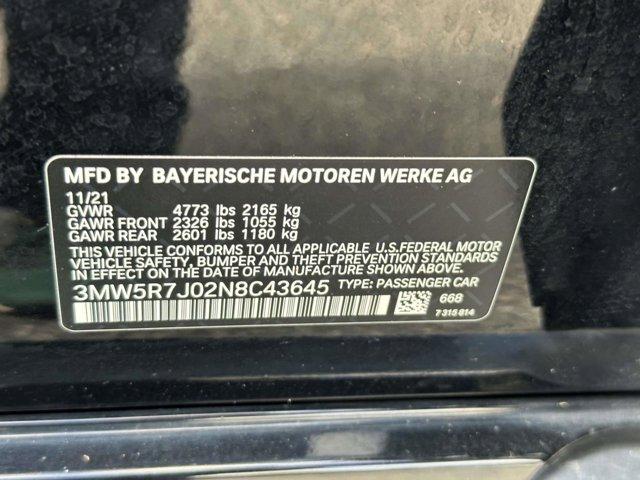 MFD BY BAYERISCHE MOTOREN WERKE AG
11/21
GVWR 4773 lbs 2165 kg
GAWR FRONT 2326 lbs 1055 kg
GAWR REAR 2601 lbs 1180 kg
THIS VEHICLE CONFORMS TO ALL APPLICABLE U.S.FEDERAL MOTOR
VEHICLE SAFETY, BUMPER AND THEFT PREVENTION STANDARDS
IN EFFECT ON THE DATE OF MANUFACTURE SHOWN ABOVE.
3MW5R7J02N8C43645 TYPE: PASSENGER CAR
668
7 315 814